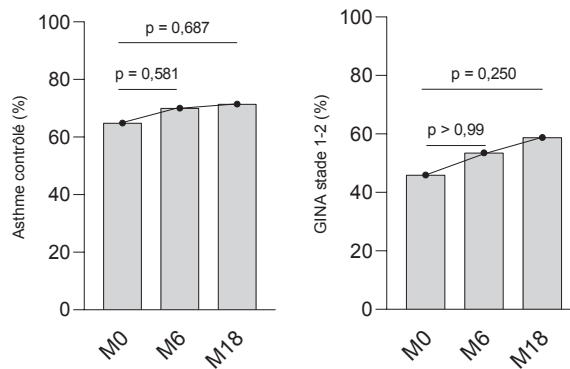 Asthme contrôlé (%)
100
80
60
40
20
0
p = 0,687
p = 0,581
M0
M6
M18
GINA stade 1-2 (%)
100
80
60
40
20
0
p = 0,250
p > 0,99
M0
M6
M18